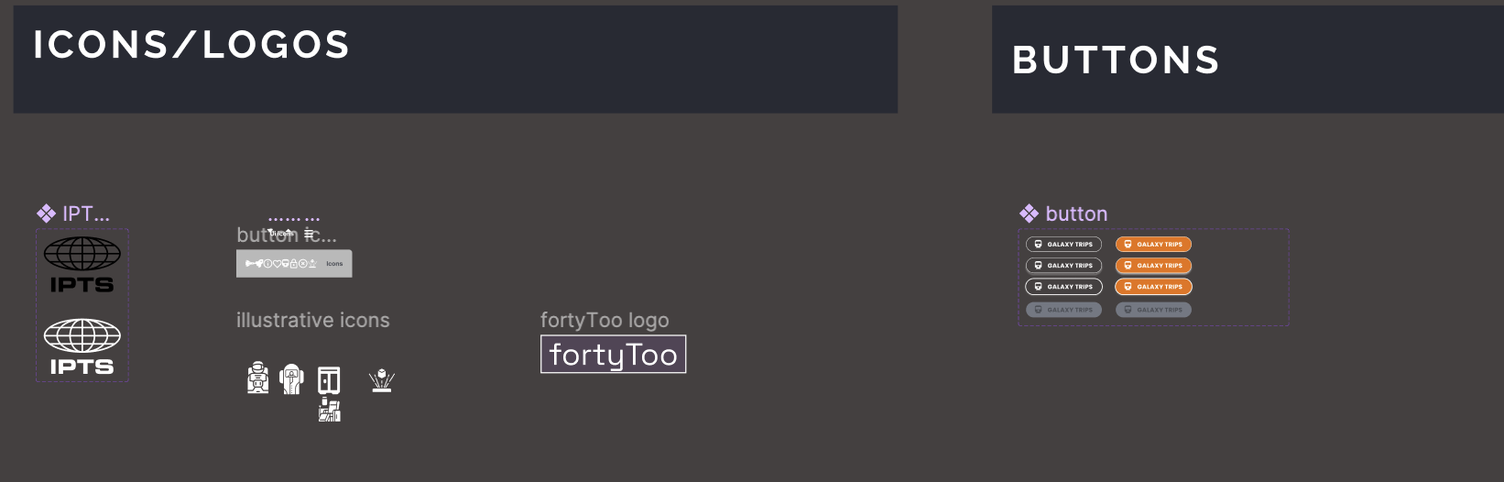 ICONS/LOGOS
BUTTONS
IPT...
IPTS
IPTS
... ... ...
button ic...
Icons
illustrative icons
fortyToo logo
fortyToo
button
GALAXY TRIPS
GALAXY TRIPS
GALAXY TRIPS
GALAXY TRIPS
GALAXY TRIPS
GALAXY TRIPS
GALAXY TRIPS
GALAXY TRIPS